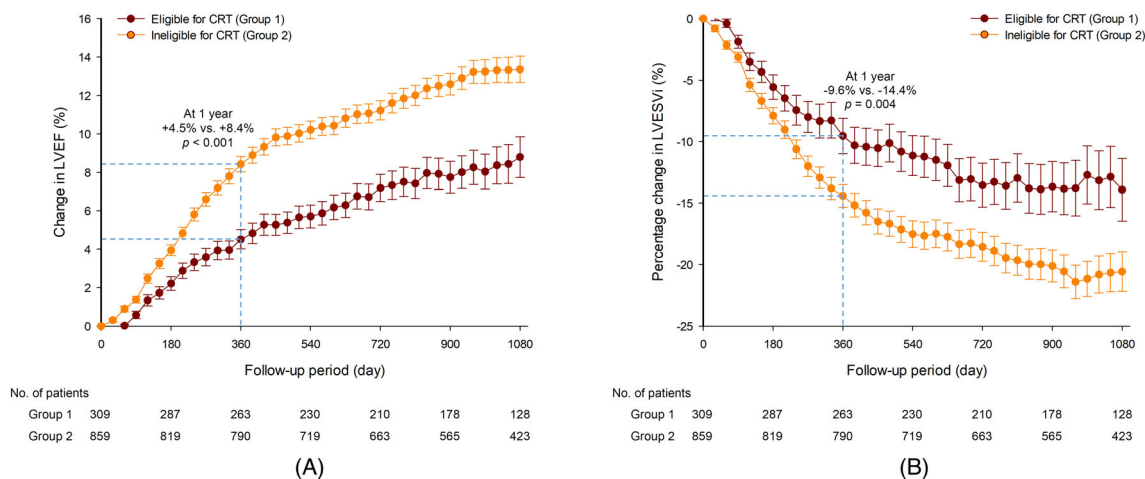 Eligible for CRT (Group 1)
Ineligible for CRT (Group 2)
At 1 year
+4.5% vs. +8.4%
p < 0.001
Change in LVEF (%)
16
14
12
10
8
6
4
2
0
0 180 360 540 720 900 1080
Follow-up period (day)
No. of patients
Group 1 309 287 263 230 210 178 128
Group 2 859 819 790 719 663 565 423
(A)
Eligible for CRT (Group 1)
Ineligible for CRT (Group 2)
At 1 year
-9.6% vs. -14.4%
p = 0.004
Percentage change in LVESVi (%)
0
-5
-10
-15
-20
-25
0 180 360 540 720 900 1080
Follow-up period (day)
No. of patients
Group 1 309 287 263 230 210 178 128
Group 2 859 819 790 719 663 565 423
(B)